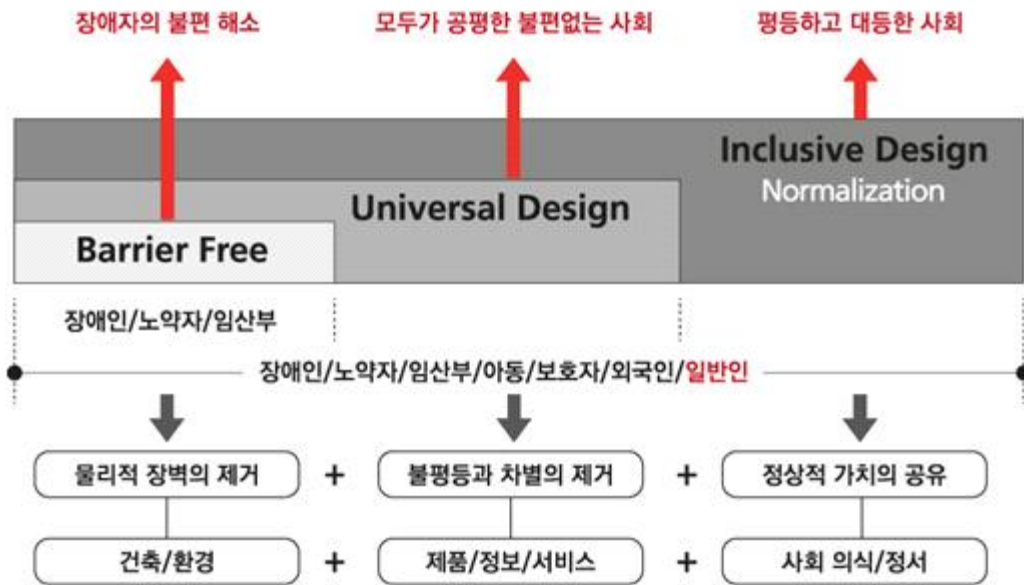 장애자의 불편 해소
모두가 공평한 불편없는 사회
평등하고 대등한 사회
Inclusive Design
Normalization
Universal Design
Barrier Free
장애인/노약자/임산부
장애인/노약자/임산부/아동/보호자/외국인/일반인
물리적 장벽의 제거 + 불평등과 차별의 제거 + 정상적 가치의 공유
건축/환경 + 제품/정보/서비스 + 사회 의식/정서